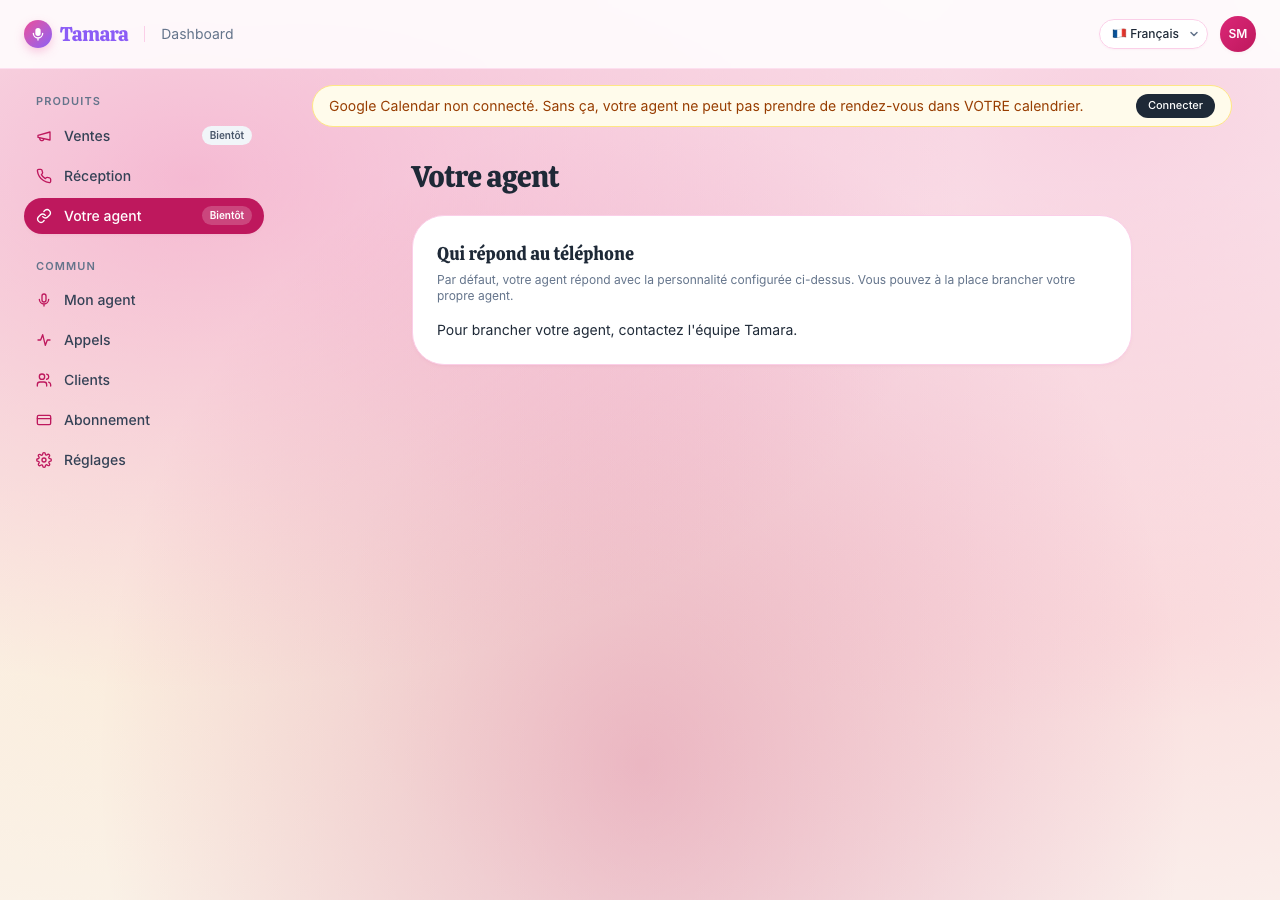 Tamara
Dashboard
Français
SM
PRODUITS
Ventes
Bientôt
Réception
Votre agent
Bientôt
COMMUN
Mon agent
Appels
Clients
Abonnement
Réglages
Google Calendar non connecté. Sans ça, votre agent ne peut pas prendre de rendez-vous dans VOTRE calendrier.
Connecter
Votre agent
Qui répond au téléphone
Par défaut, votre agent répond avec la personnalité configurée ci-dessus. Vous pouvez à la place brancher votre
propre agent.
Pour brancher votre agent, contactez l'équipe Tamara.